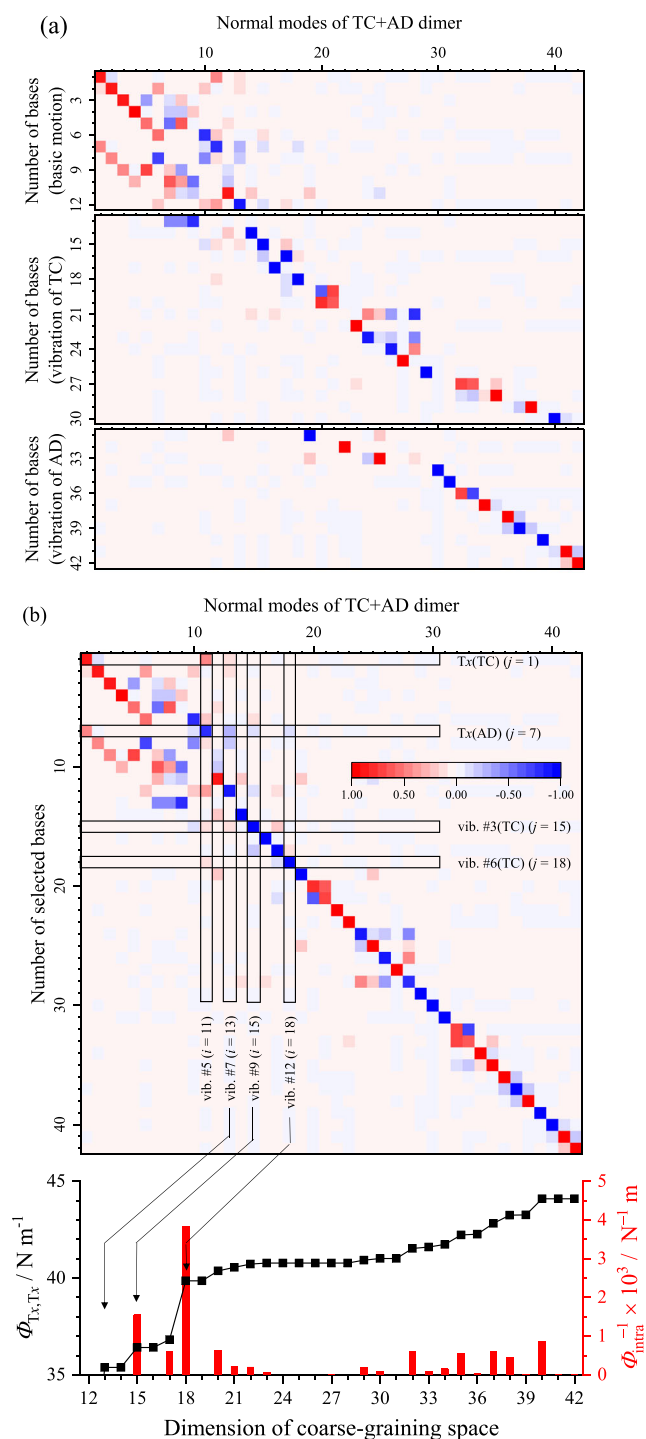 (a)
Normal modes of TC+AD dimer
10 20 30 40
Number of bases
(basic motion)
3
6
9
12
Number of bases
(vibration of TC)
15
18
21
24
27
30
Number of bases
(vibration of AD)
33
36
39
42
(b)
Normal modes of TC+AD dimer
10 20 30 40
Number of selected bases
10
20
30
40
Tx(TC) (j = 1)
Tx(AD) (j = 7)
1.00 0.50 0.00 -0.50 -1.00
vib. #3(TC) (j = 15)
vib. #6(TC) (j = 18)
vib. #5 (i = 11)
vib. #7 (i = 13)
vib. #9 (i = 15)
vib. #12 (i = 18)
ΦTx,Tx / N m-1
45
40
35
5
4
3
2
1
0
Φintra-1 × 103 / N−1 m
12 15 18 21 24 27 30 33 36 39 42
Dimension of coarse-graining space